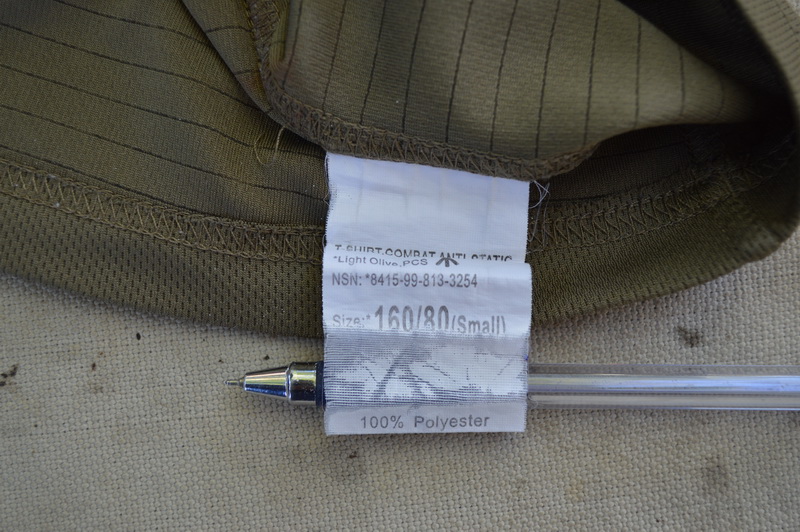 T-SHIRT,COMBAT,ANTI-STATIC
*Light Olive,PCS
NSN: *8415-99-813-3254
Size:*160/80/Small)
100% Polyester